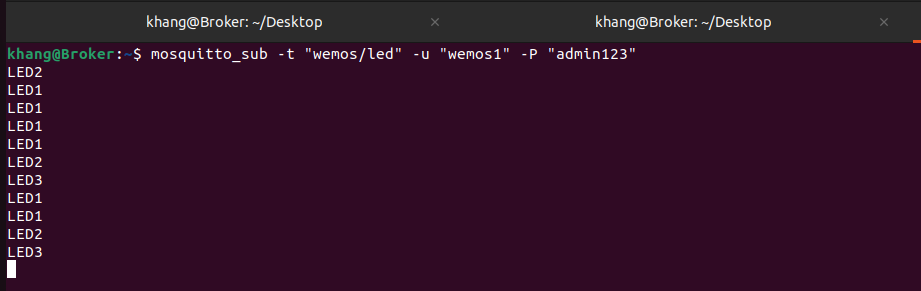 khang@Broker: ~/Desktop × khang@Broker: ~/Desktop ×
khang@Broker:~$ mosquitto_sub -t "wemos/led" -u "wemos1" -P "admin123"
LED2
LED1
LED1
LED1
LED1
LED2
LED3
LED1
LED1
LED2
LED3